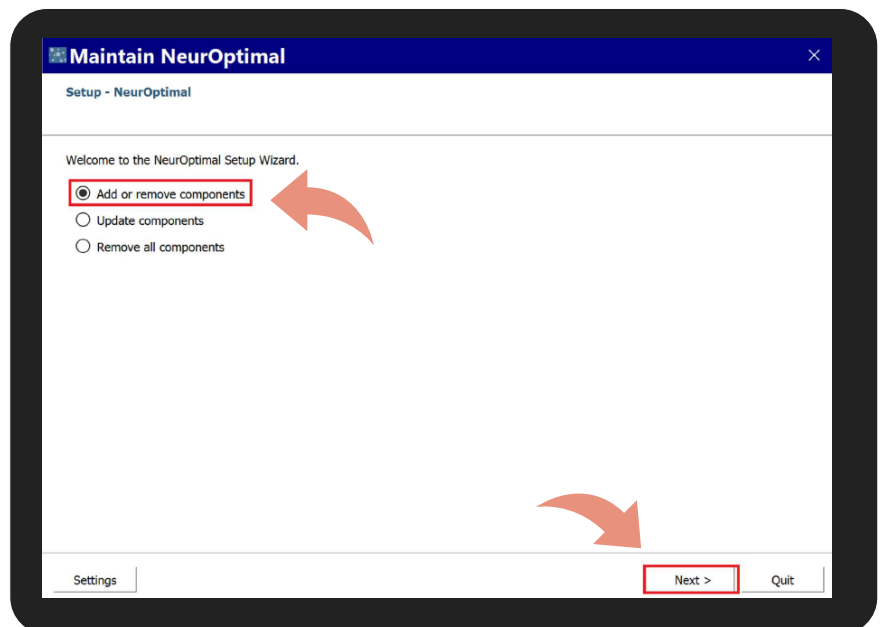 Maintain NeurOptimal
Setup - NeurOptimal
Welcome to the NeurOptimal Setup Wizard.
Add or remove components
Update components
Remove all components
Settings
Next >
Quit